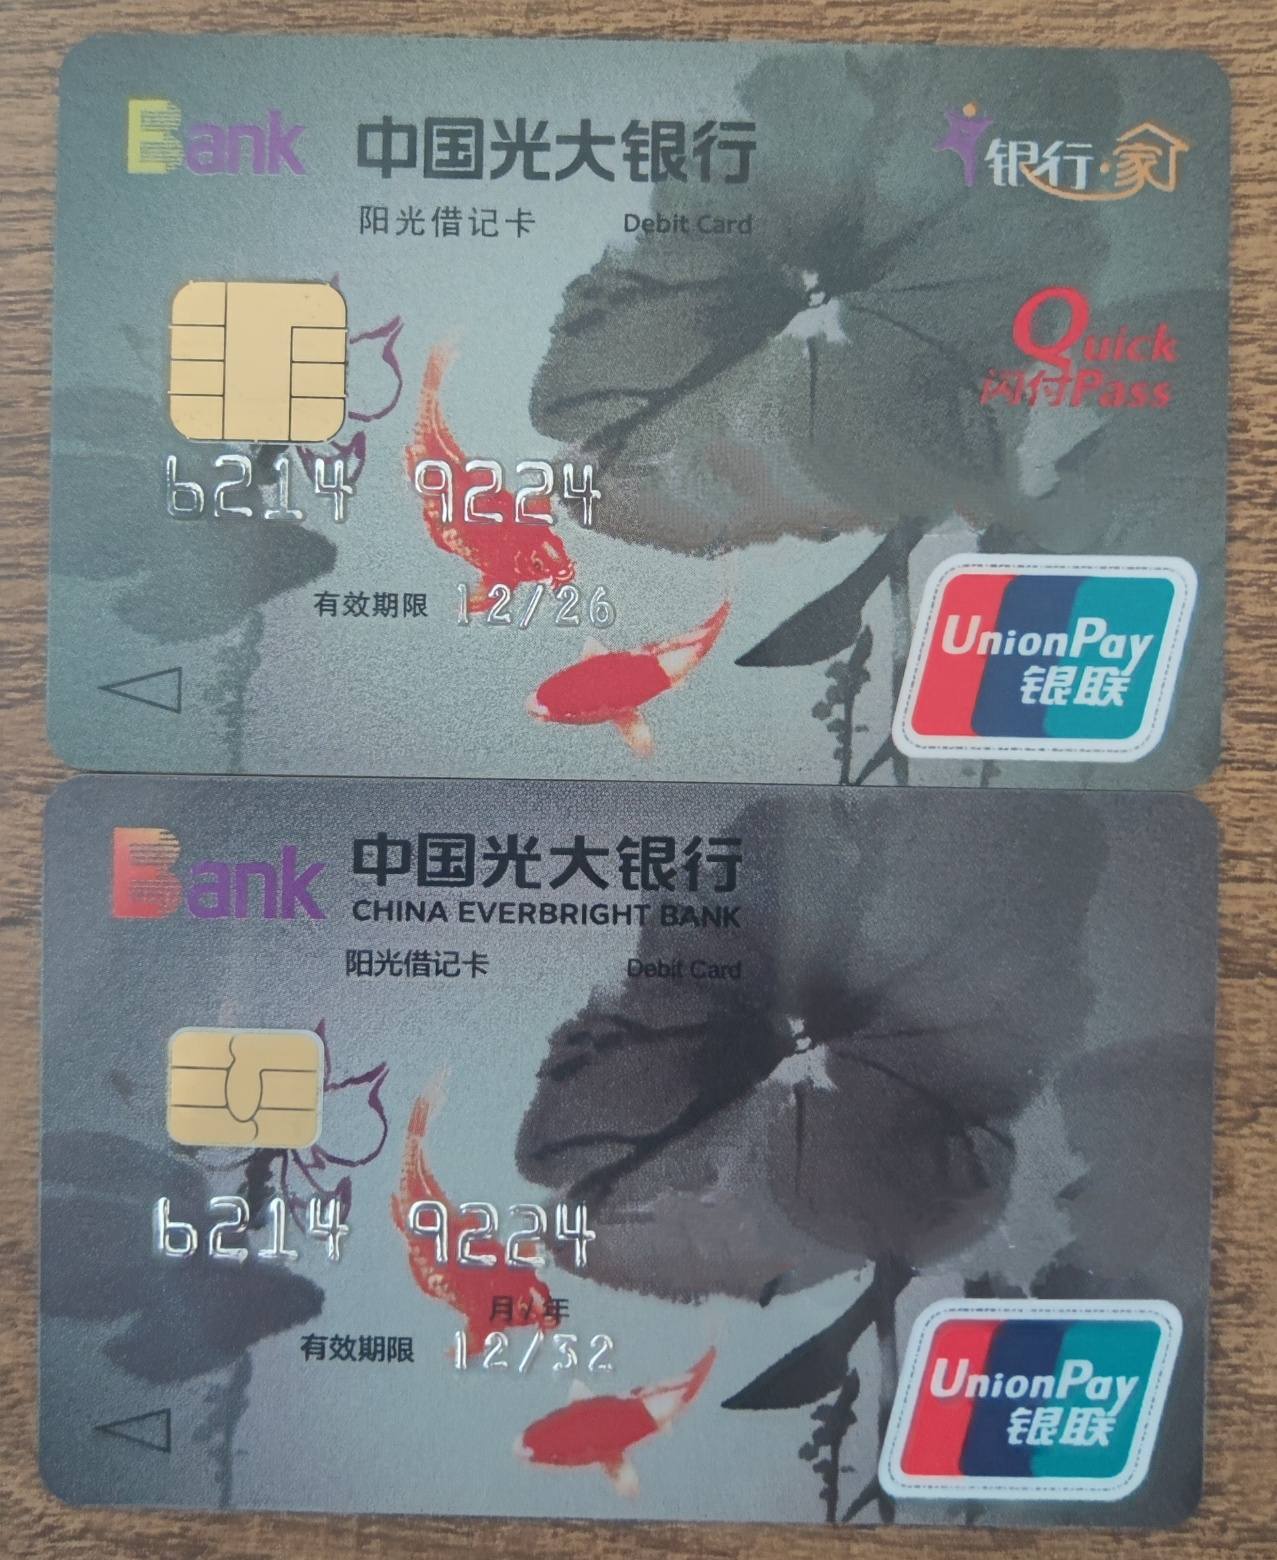 Bank 中国光大银行 银行·家
阳光借记卡 Debit Card
Quick
闪付Pass
6214 9224
有效期限 12/26
UnionPay
银联
Bank 中国光大银行
CHINA EVERBRIGHT BANK
阳光借记卡 Debit Card
6214 9224
月/年
有效期限 12/32
UnionPay
银联